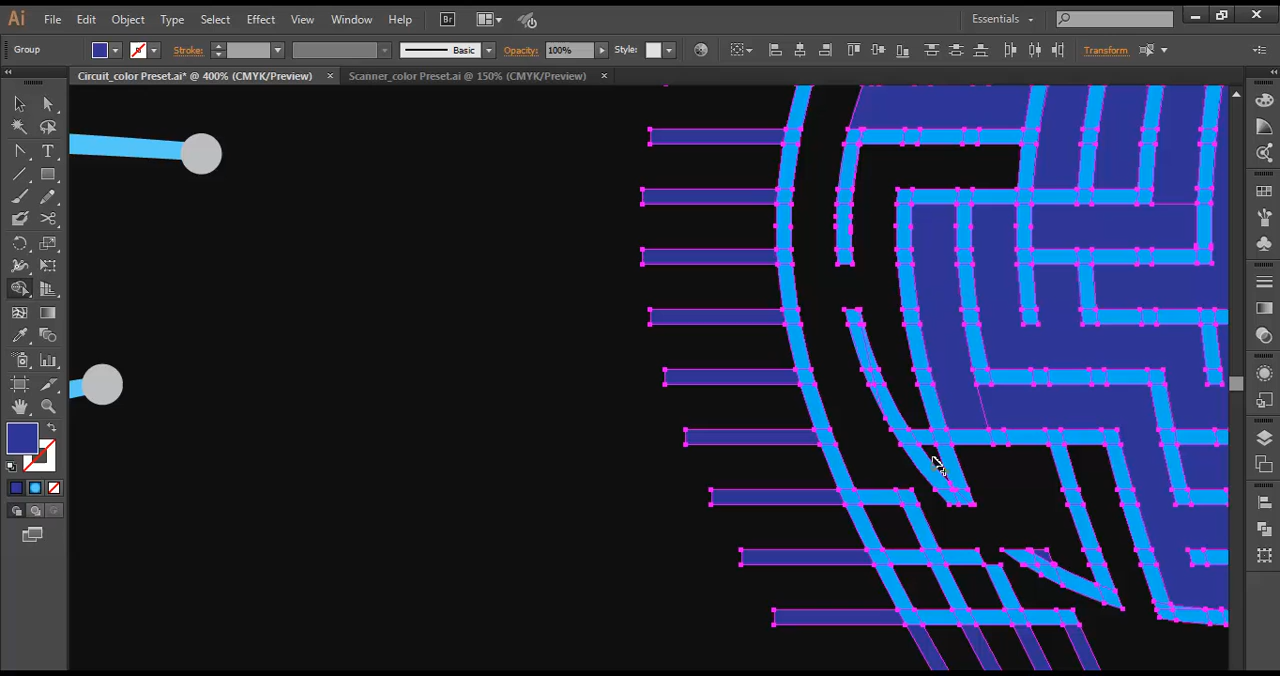 Ai File Edit Object Type Select Effect View Window Help Br Essentials
Group Stroke: Basic Opacity: 100% Style: Transform
Circuit_color Preset.ai* @ 400% (CMYK/Preview) × Scanner_color Preset.ai @ 150% (CMYK/Preview) ×